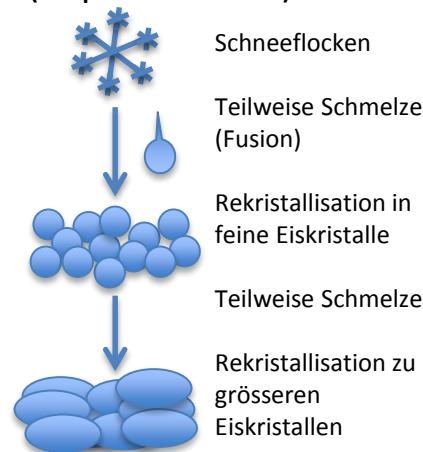 Schneeflocken
Teilweise Schmelze
(Fusion)
Rekristallisation in
feine Eiskristalle
Teilweise Schmelze
Rekristallisation zu
grösseren
Eiskristallen